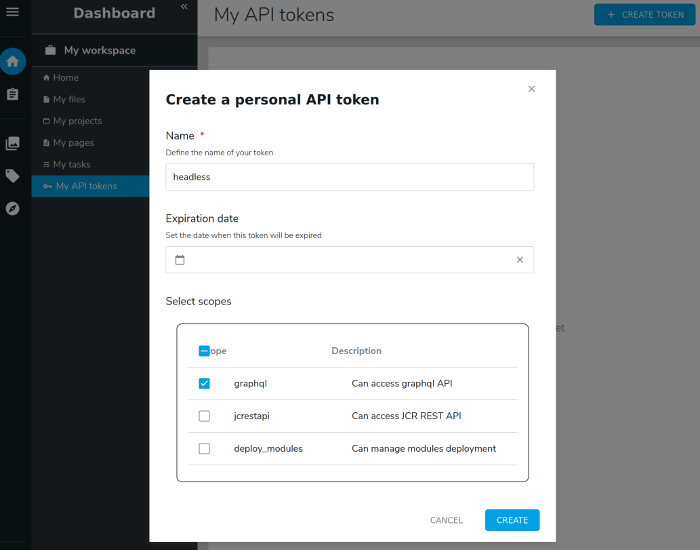 Dashboard
«
My API tokens
+ CREATE TOKEN
My workspace
Home
My files
My projects
My pages
My tasks
My API tokens
Create a personal API token
Name *
Define the name of your token
headless
Expiration date
Set the date when this token will be expired
Select scopes
ope Description
graphql Can access graphql API
jcrestapi Can access JCR REST API
deploy_modules Can manage modules deployment
CANCEL CREATE
et